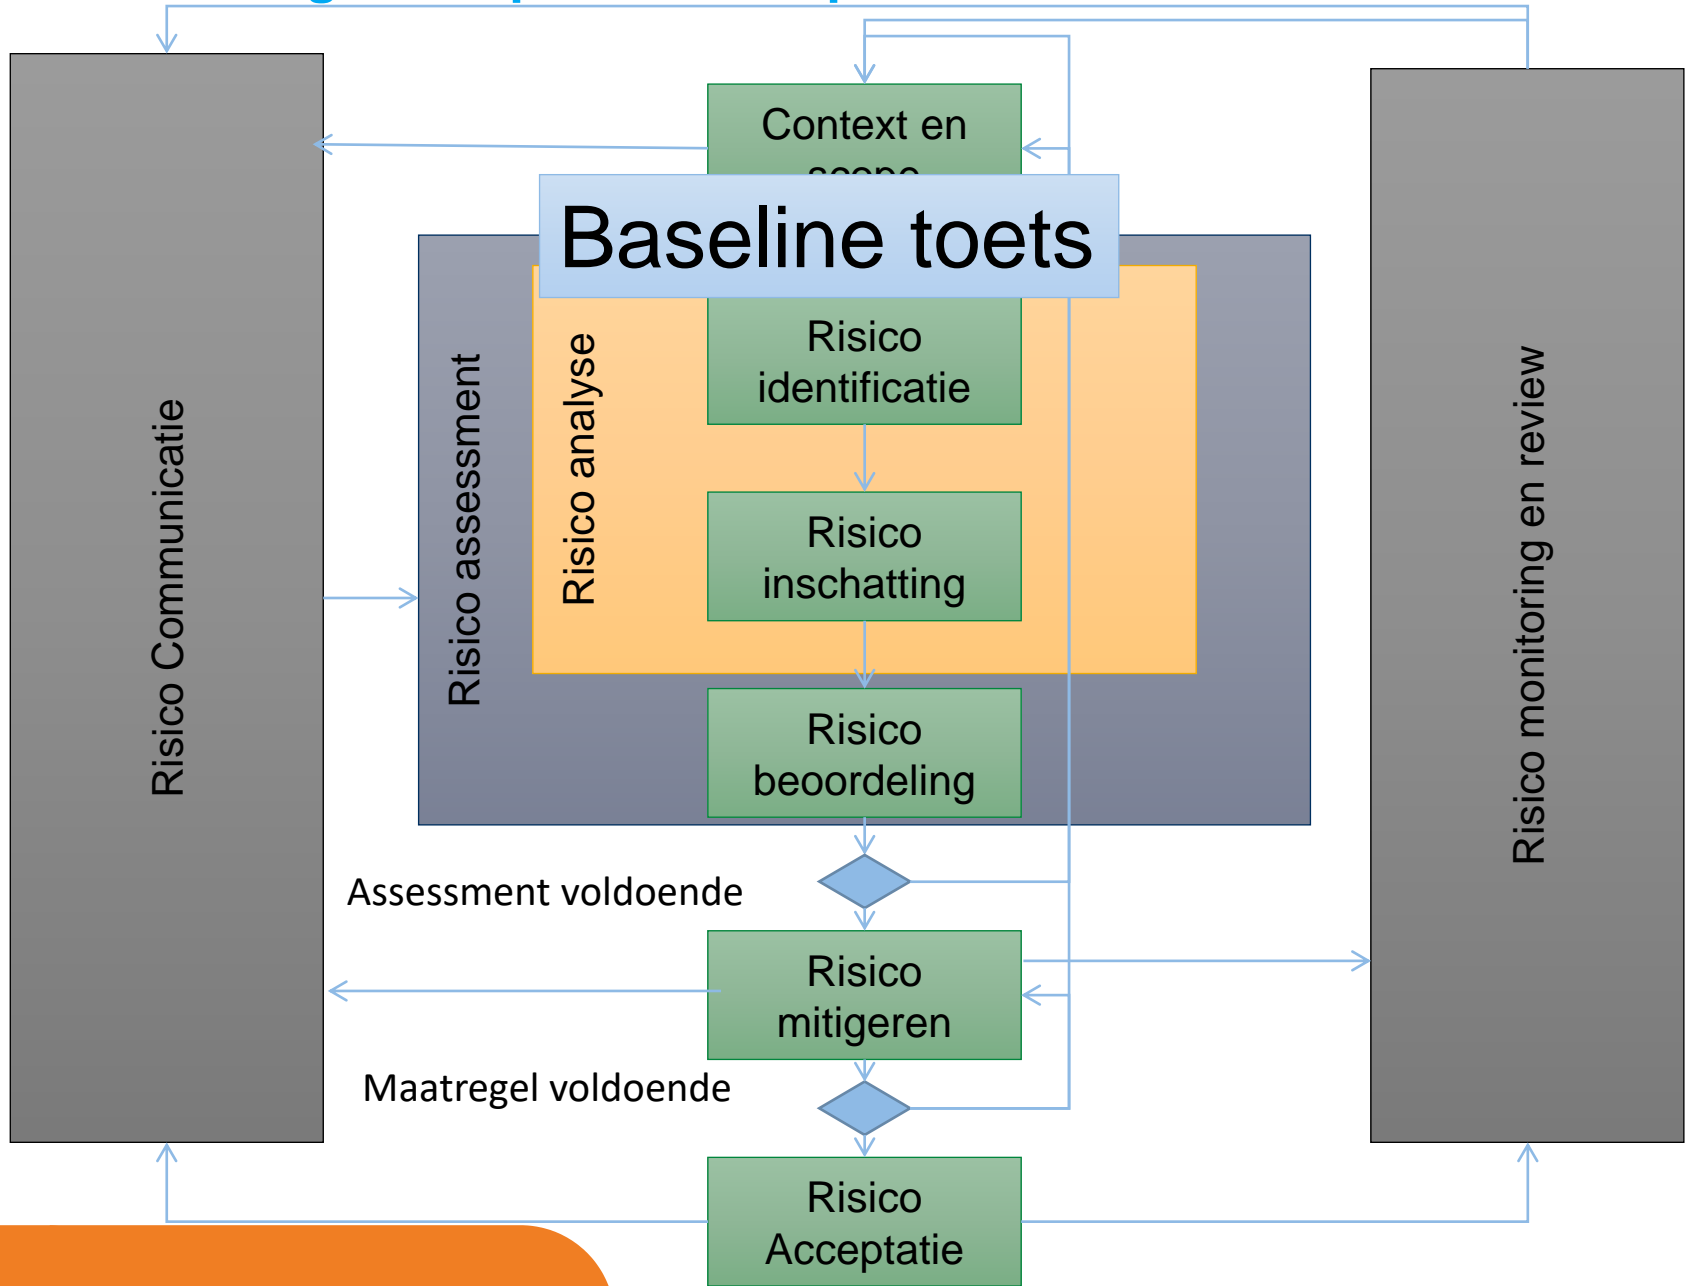 Context en
scope
Baseline toets
Risico Communicatie
Risico assessment
Risico analyse
Risico
identificatie
Risico
inschatting
Risico
beoordeling
Risico monitoring en review
Assessment voldoende
Risico
mitigeren
Maatregel voldoende
Risico
Acceptatie